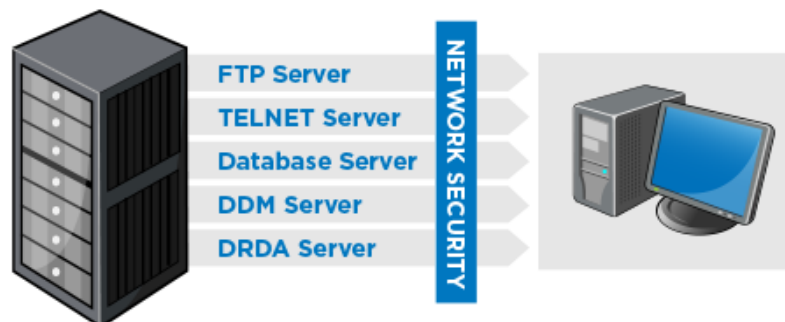 FTP Server
TELNET Server
Database Server
DDM Server
DRDA Server
NETWORK SECURITY